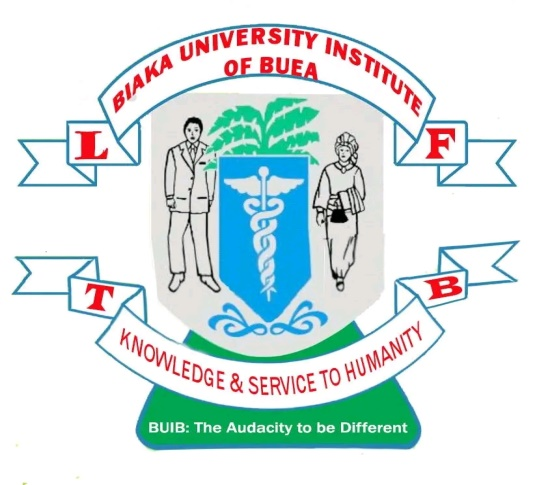 BIAKA UNIVERSITY INSTITUTE
OF BUEA
L
F
T
B
KNOWLEDGE & SERVICE TO HUMANITY
BUIB: The Audacity to be Different